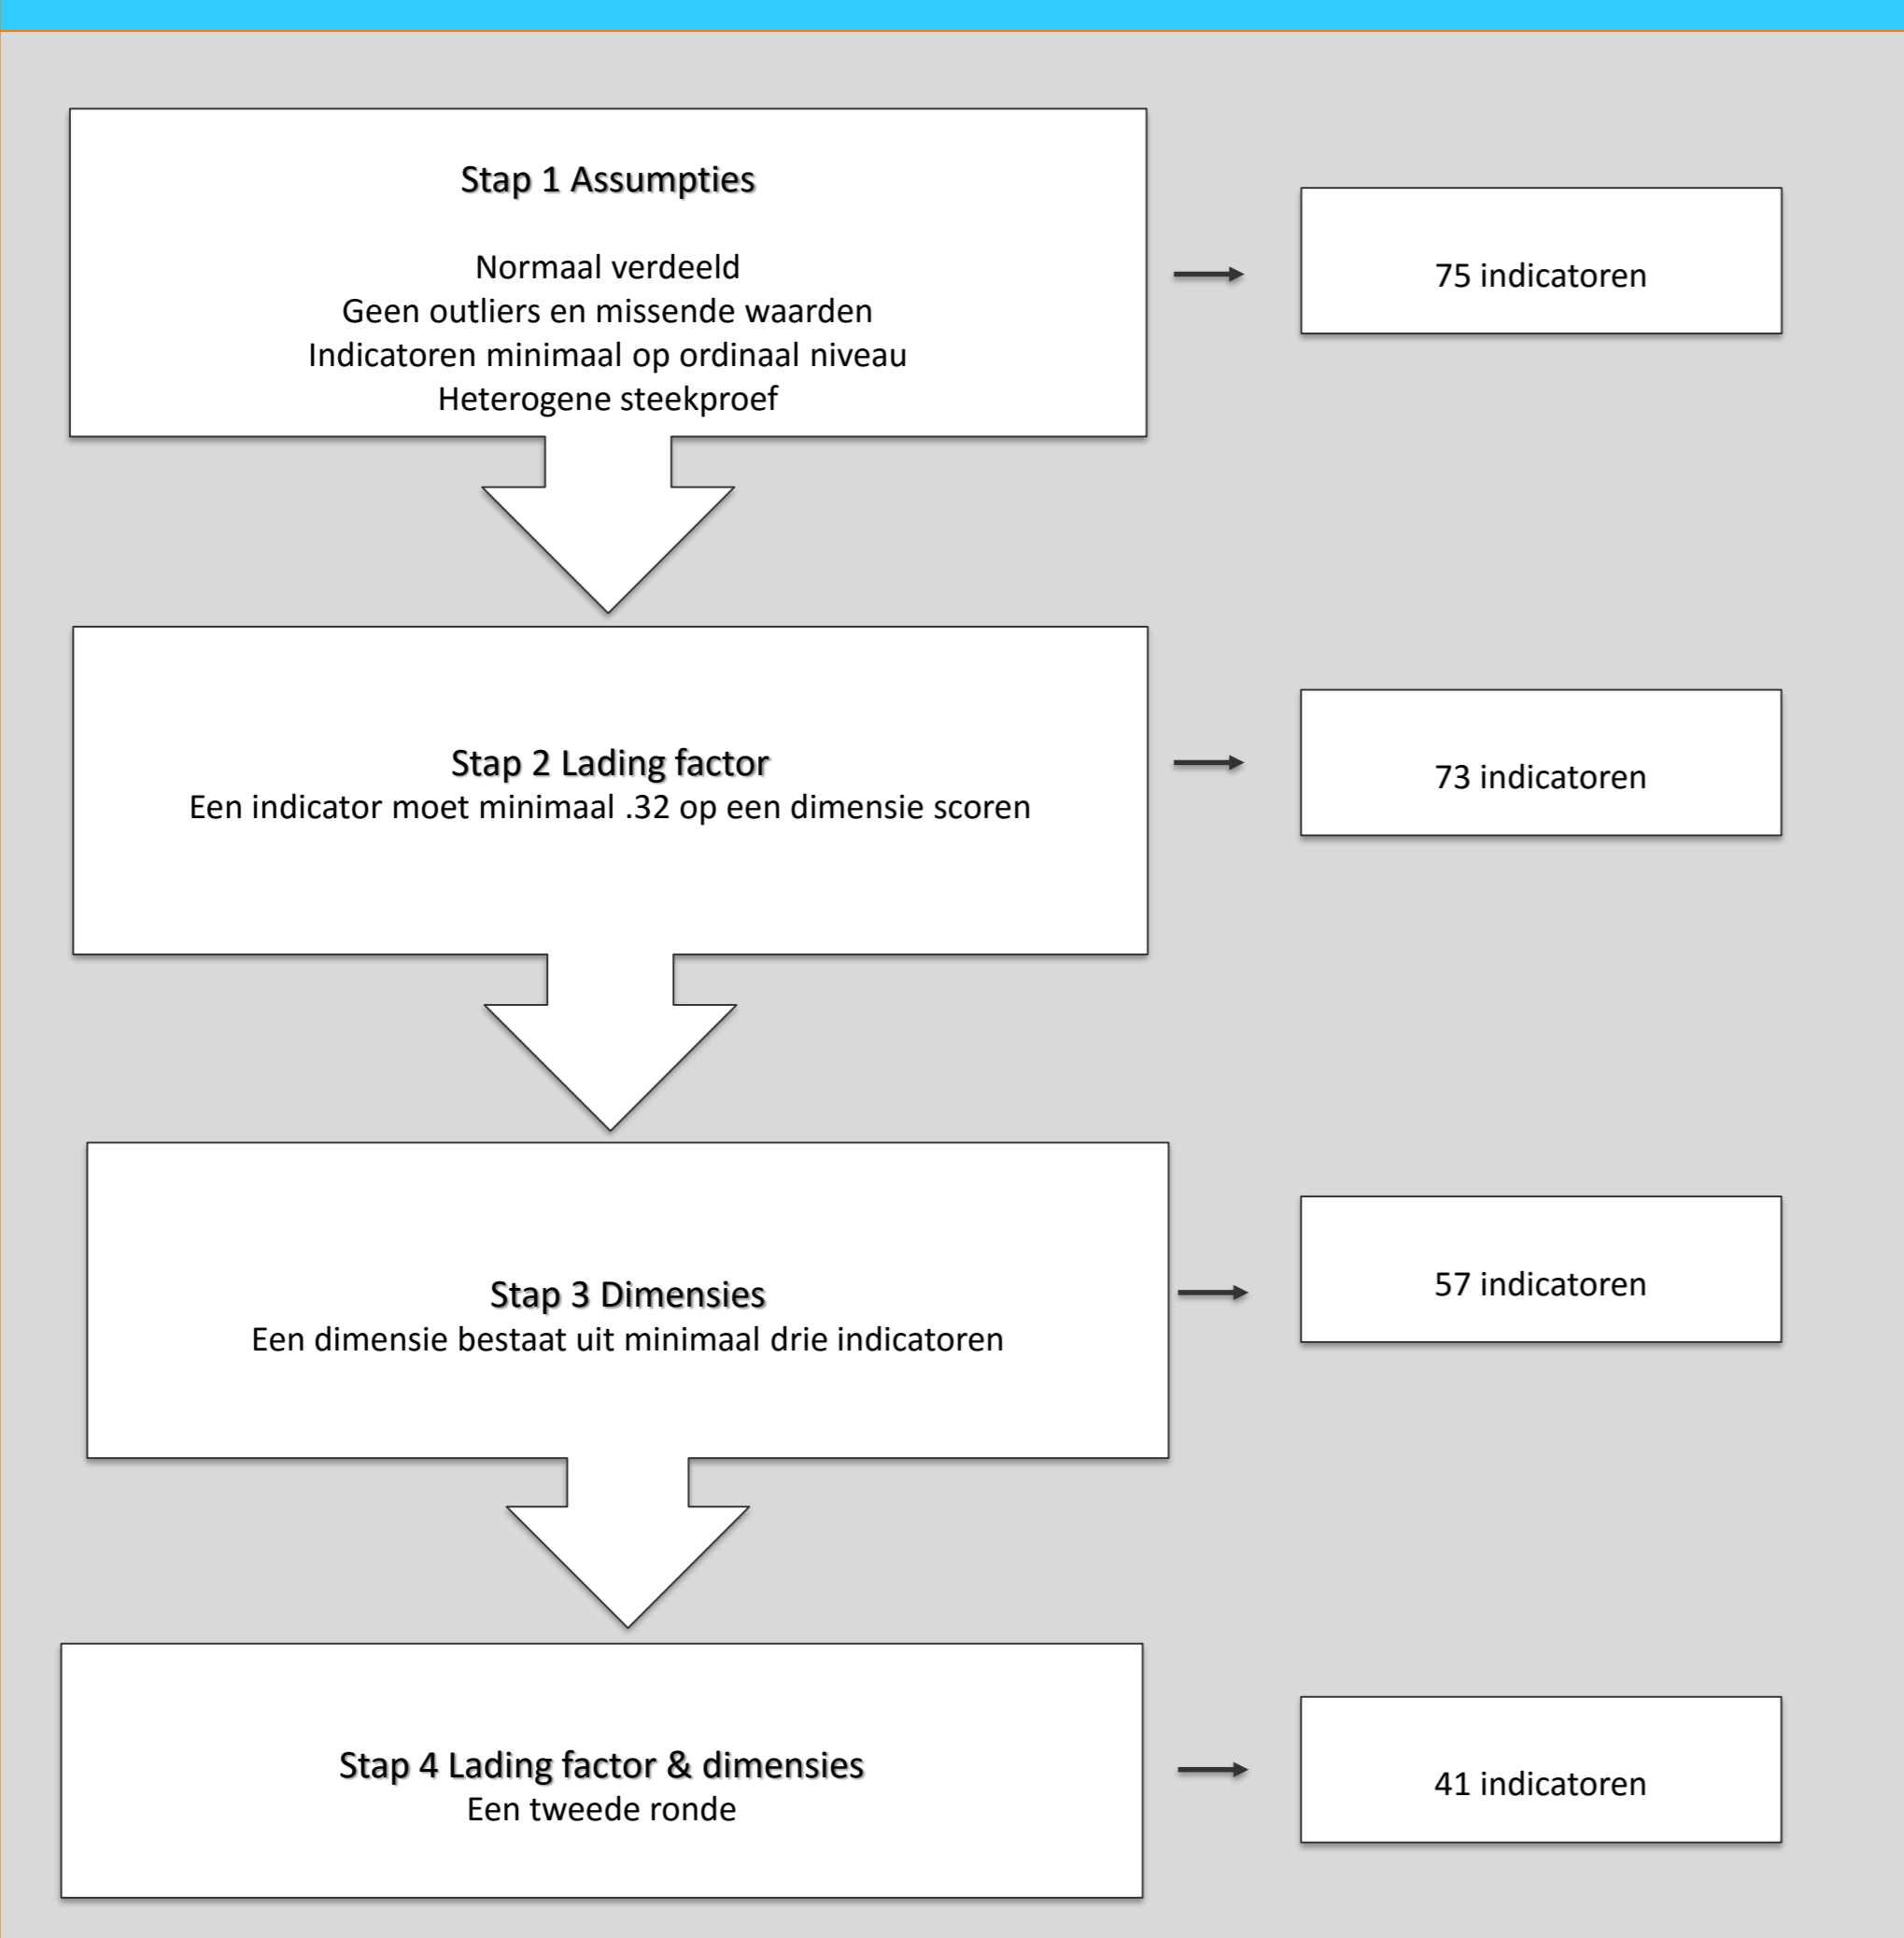 Stap 1 Assumpties
Normaal verdeeld
Geen outliers en missende waarden
Indicatoren minimaal op ordinaal niveau
Heterogene steekproef
75 indicatoren
Stap 2 Lading factor
Een indicator moet minimaal .32 op een dimensie scoren
73 indicatoren
Stap 3 Dimensies
Een dimensie bestaat uit minimaal drie indicatoren
57 indicatoren
Stap 4 Lading factor & dimensies
Een tweede ronde
41 indicatoren